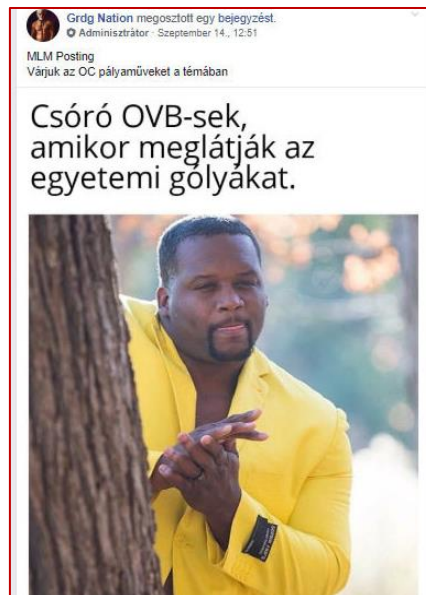 Grdg Nation megosztott egy bejegyzést.
Adminisztrátor · Szeptember 14., 12:51
MLM Posting
Várjuk az OC pályaműveket a témában
Csóró OVB-sek,
amikor meglátják az
egyetemi gólyákat.